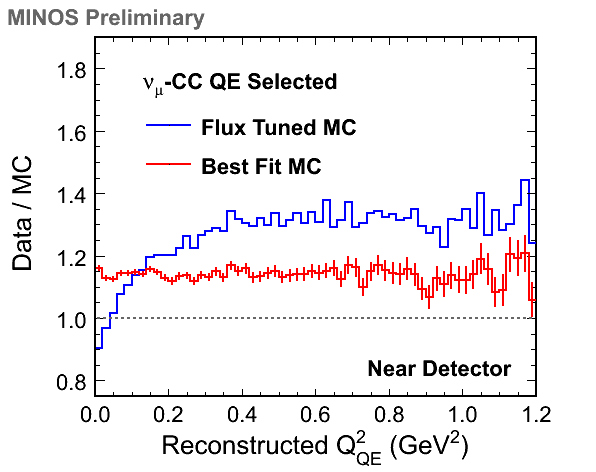 MINOS Preliminary
ν_μ-CC QE Selected
Flux Tuned MC
Best Fit MC
Near Detector
Data / MC
1.8
1.6
1.4
1.2
1.0
0.8
0.0 0.2 0.4 0.6 0.8 1.0 1.2
Reconstructed Q²_QE (GeV²)